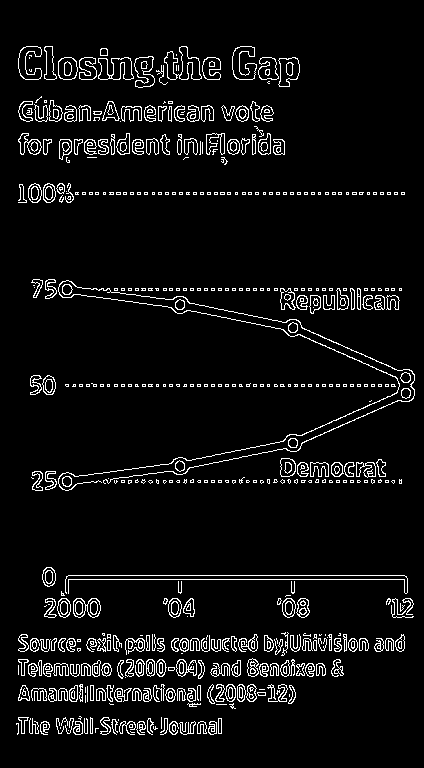 Closing the Gap
Cuban-American vote
for president in Florida
100%
75
Republican
50
Democrat
25
0
2000 '04 '08 '12
Source: exit polls conducted by Univision and
Telemundo (2000-04) and Bendixen &
Amandi International (2008-12)
The Wall Street Journal